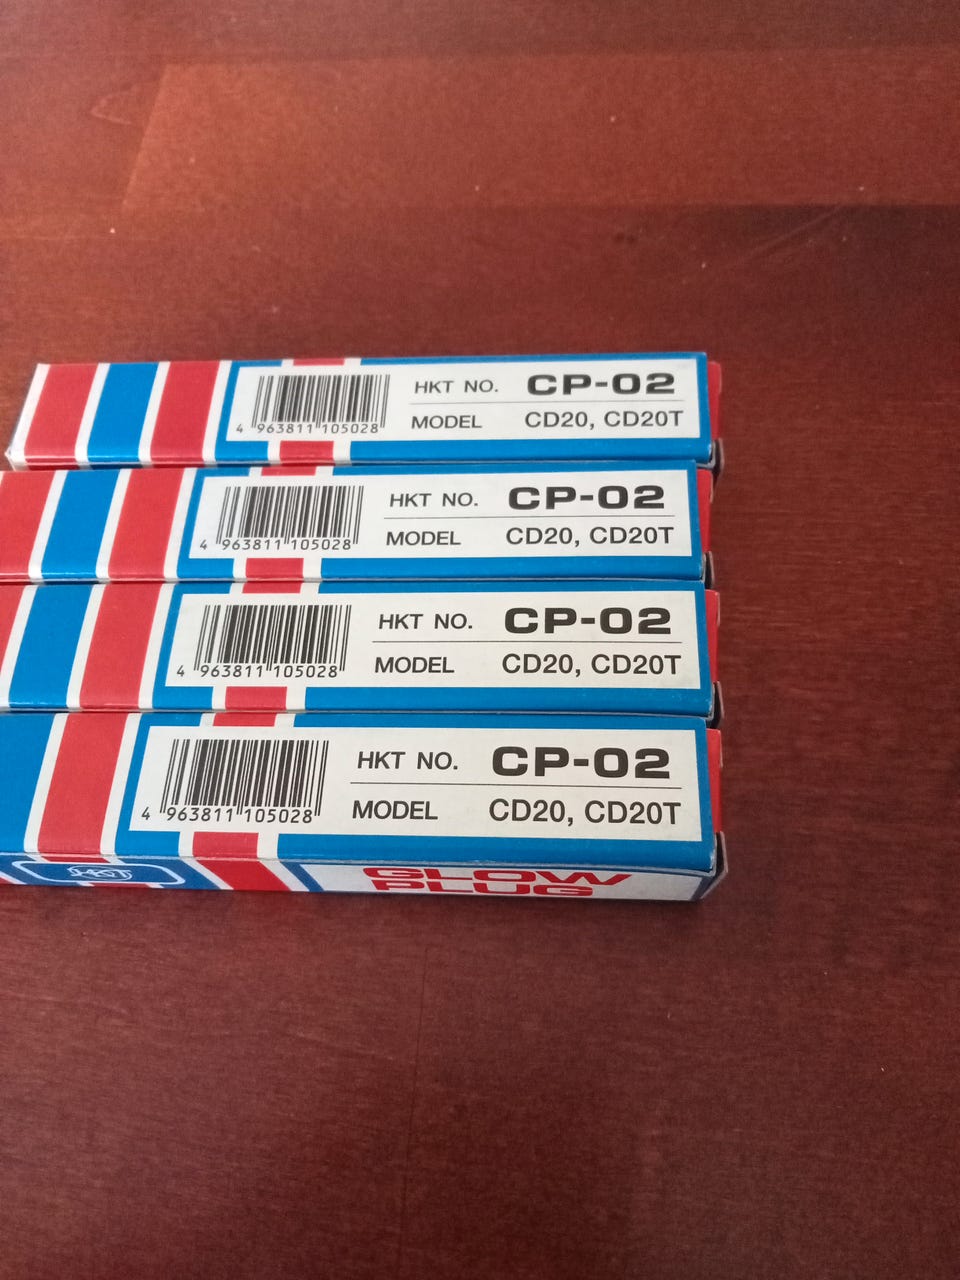 HKT NO. CP-02
MODEL CD20, CD20T
4 963811 105028
HKT NO. CP-02
MODEL CD20, CD20T
4 963811 105028
HKT NO. CP-02
MODEL CD20, CD20T
4 963811 105028
HKT NO. CP-02
MODEL CD20, CD20T
4 963811 105028
HKT
GLOW
PLUG